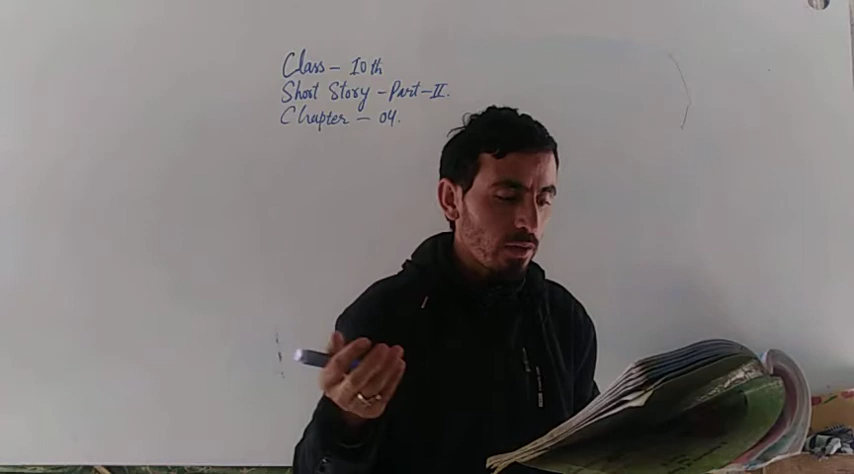 Class - 10th
Short Story - Part - II.
Chapter - 04.